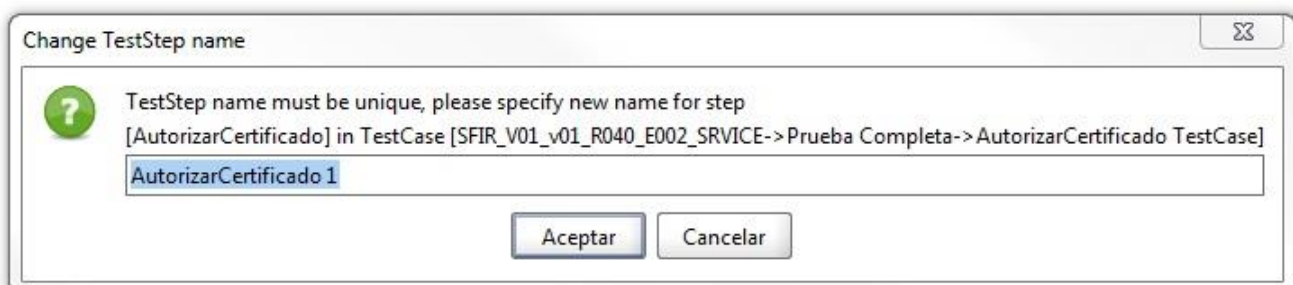 Change TestStep name
TestStep name must be unique, please specify new name for step
[AutorizarCertificado] in TestCase [SFIR_V01_v01_R040_E002_SRVICE->Prueba Completa->AutorizarCertificado TestCase]
AutorizarCertificado 1
Aceptar
Cancelar